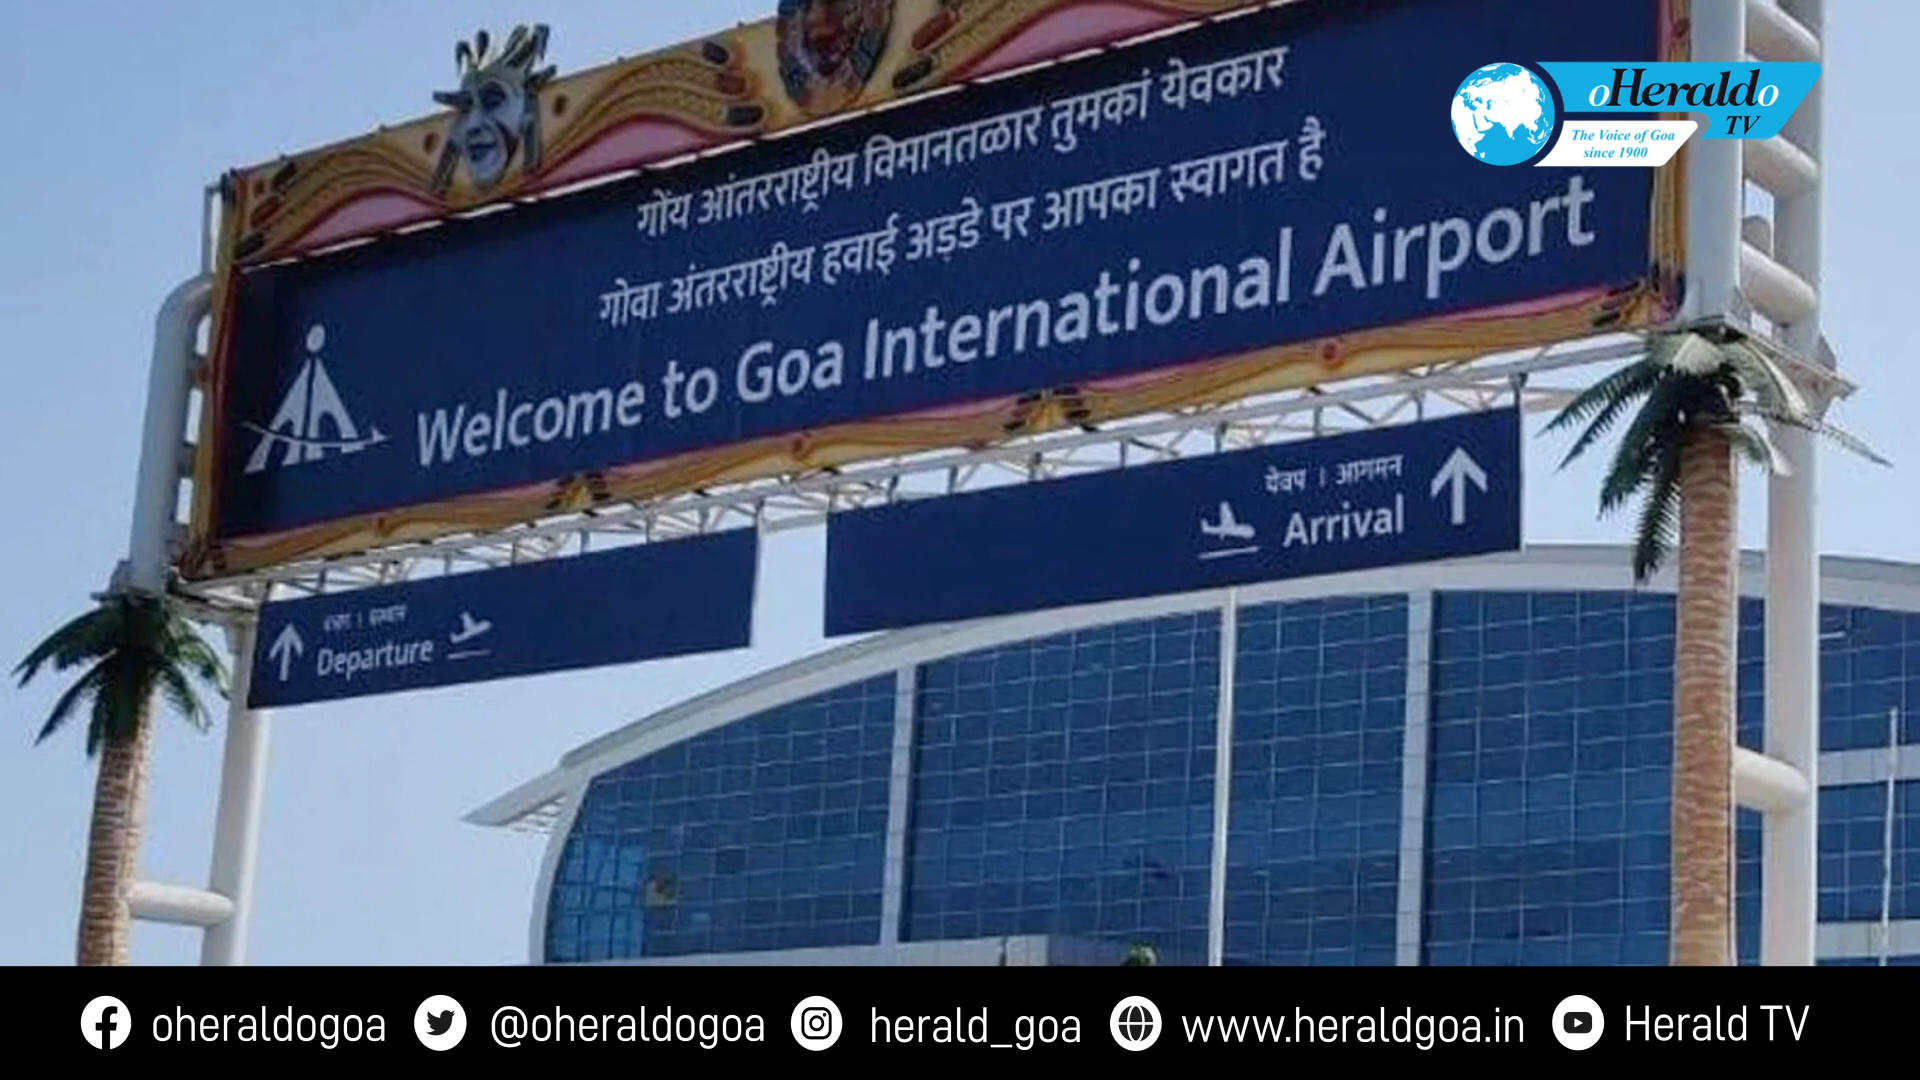 oHeraldo
TV
The Voice of Goa
since 1900
गोंय आंतरराष्ट्रीय विमानतळार तुमकां येवकार
गोवा अंतरराष्ट्रीय हवाई अड्डे पर आपका स्वागत है
Welcome to Goa International Airport
येवप । आगमन
Arrival
Departure
oheraldogoa
@oheraldogoa
herald_goa
www.heraldgoa.in
Herald TV